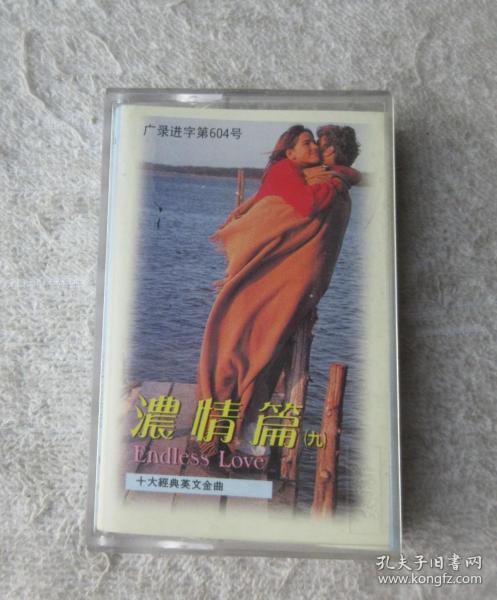 广录进字第604号
濃情篇(九)
Endless Love
十大經典英文金曲
孔夫子旧书网
www.kongfz.com